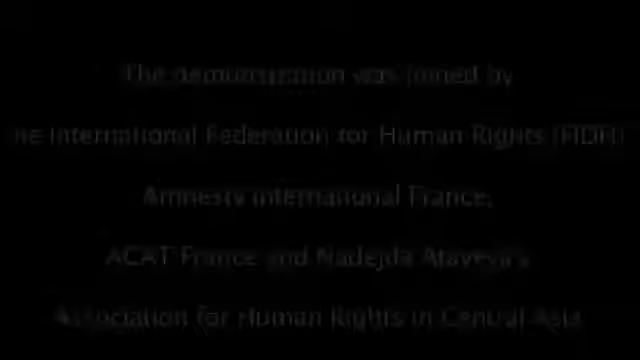 The demonstration was joined by
he International Federation for Human Rights (FIDH)
Amnesty International France,
ACAT France and Nadejda Atayeva's
Association for Human Rights in Central Asia